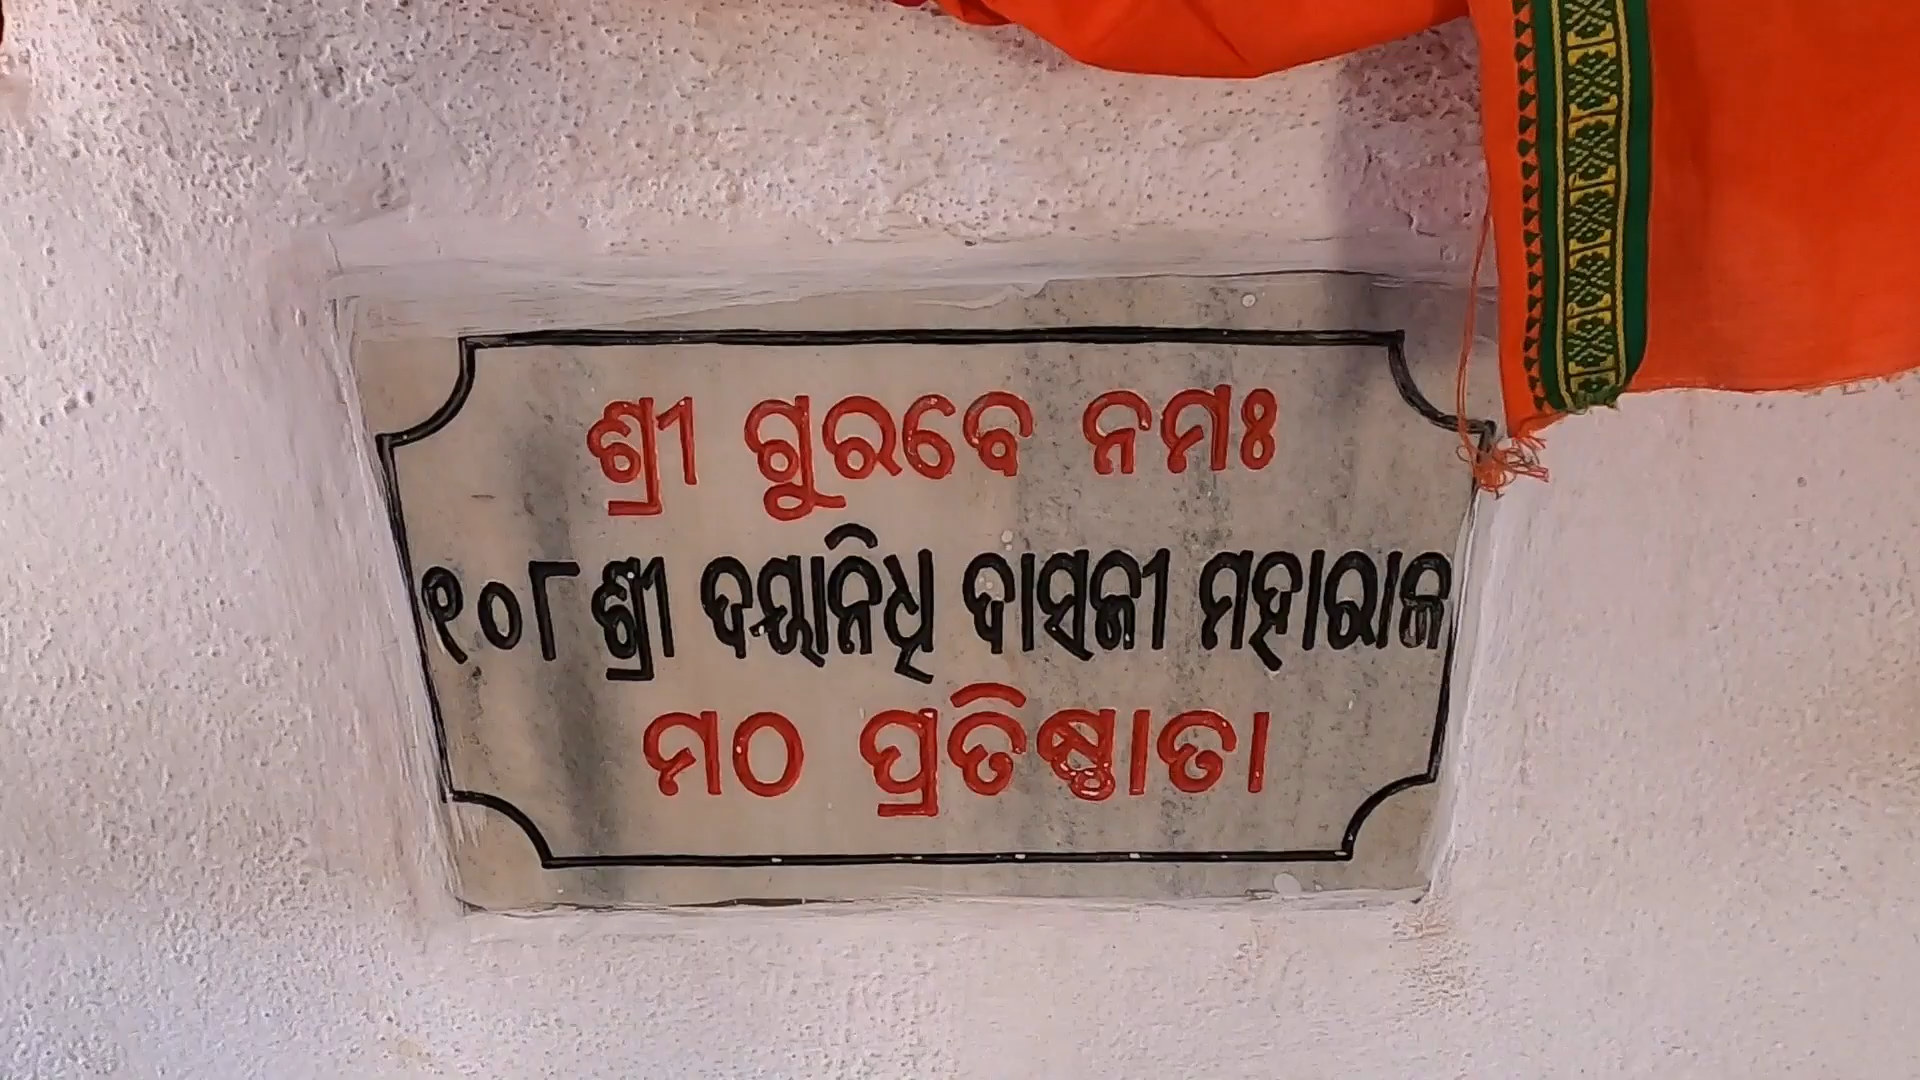 ଶ୍ରୀ ଗୁରବେ ନମଃ
୧୦୮ ଶ୍ରୀ ଦୟାନିଧି ଦାସଜୀ ମହାରାଜ
ମଠ ପ୍ରତିଷ୍ଠାତା